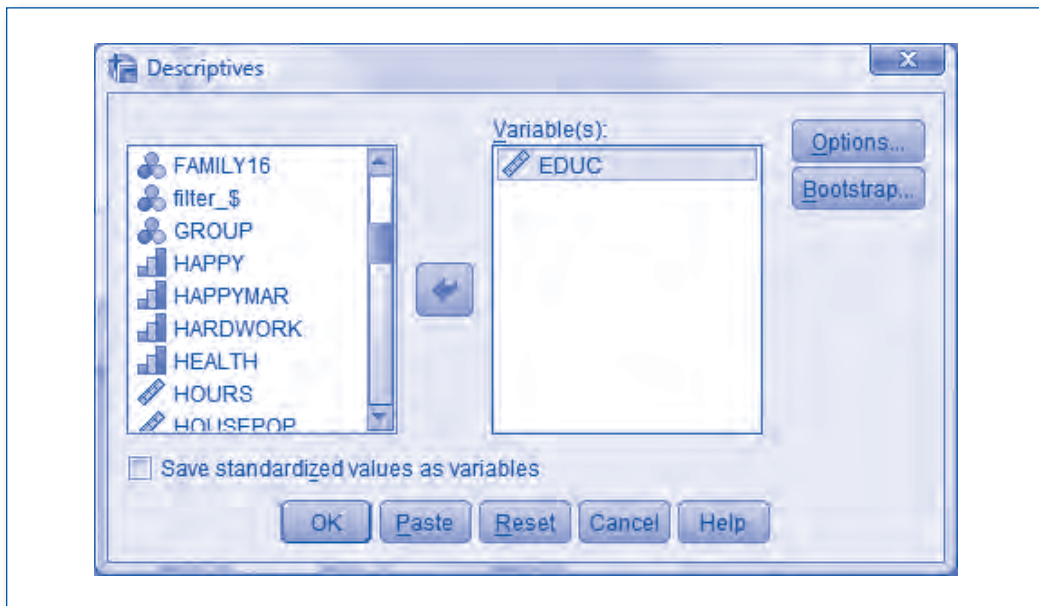 Descriptives
Variable(s):
FAMILY16
filter_$
GROUP
HAPPY
HAPPYMAR
HARDWORK
HEALTH
HOURS
HOUSEPOP
EDUC
Options...
Bootstrap...
Save standardized values as variables
OK
Paste
Reset
Cancel
Help